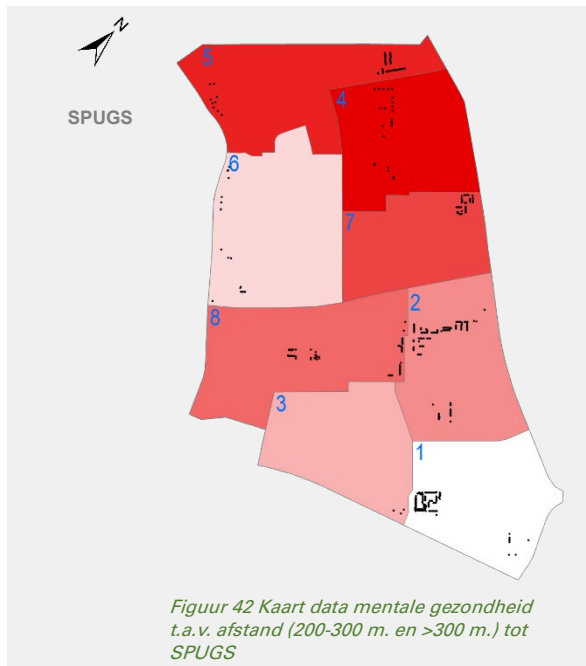 N
SPUGS
5
4
6
7
2
8
3
1
Figuur 42 Kaart data mentale gezondheid
t.a.v. afstand (200-300 m. en >300 m.) tot
SPUGS